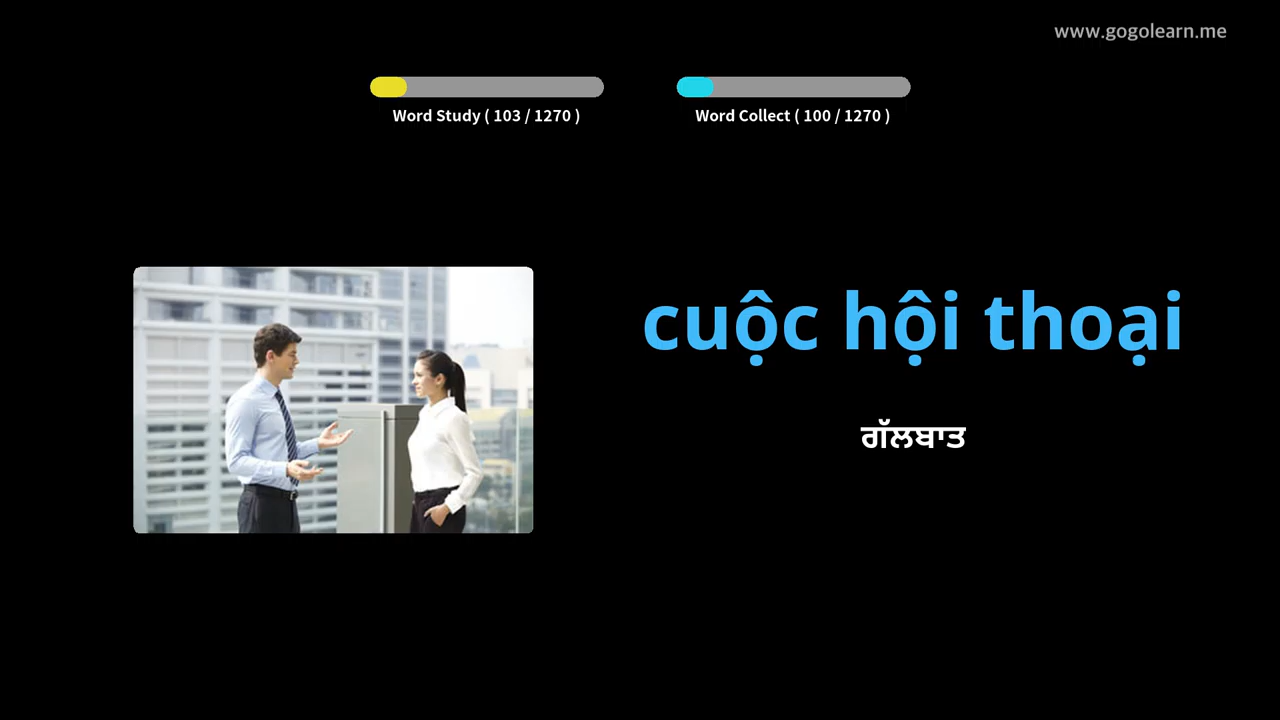 www.gogolearn.me
Word Study ( 103 / 1270 )
Word Collect ( 100 / 1270 )
cuộc hội thoại
ਗੱਲਬਾਤ